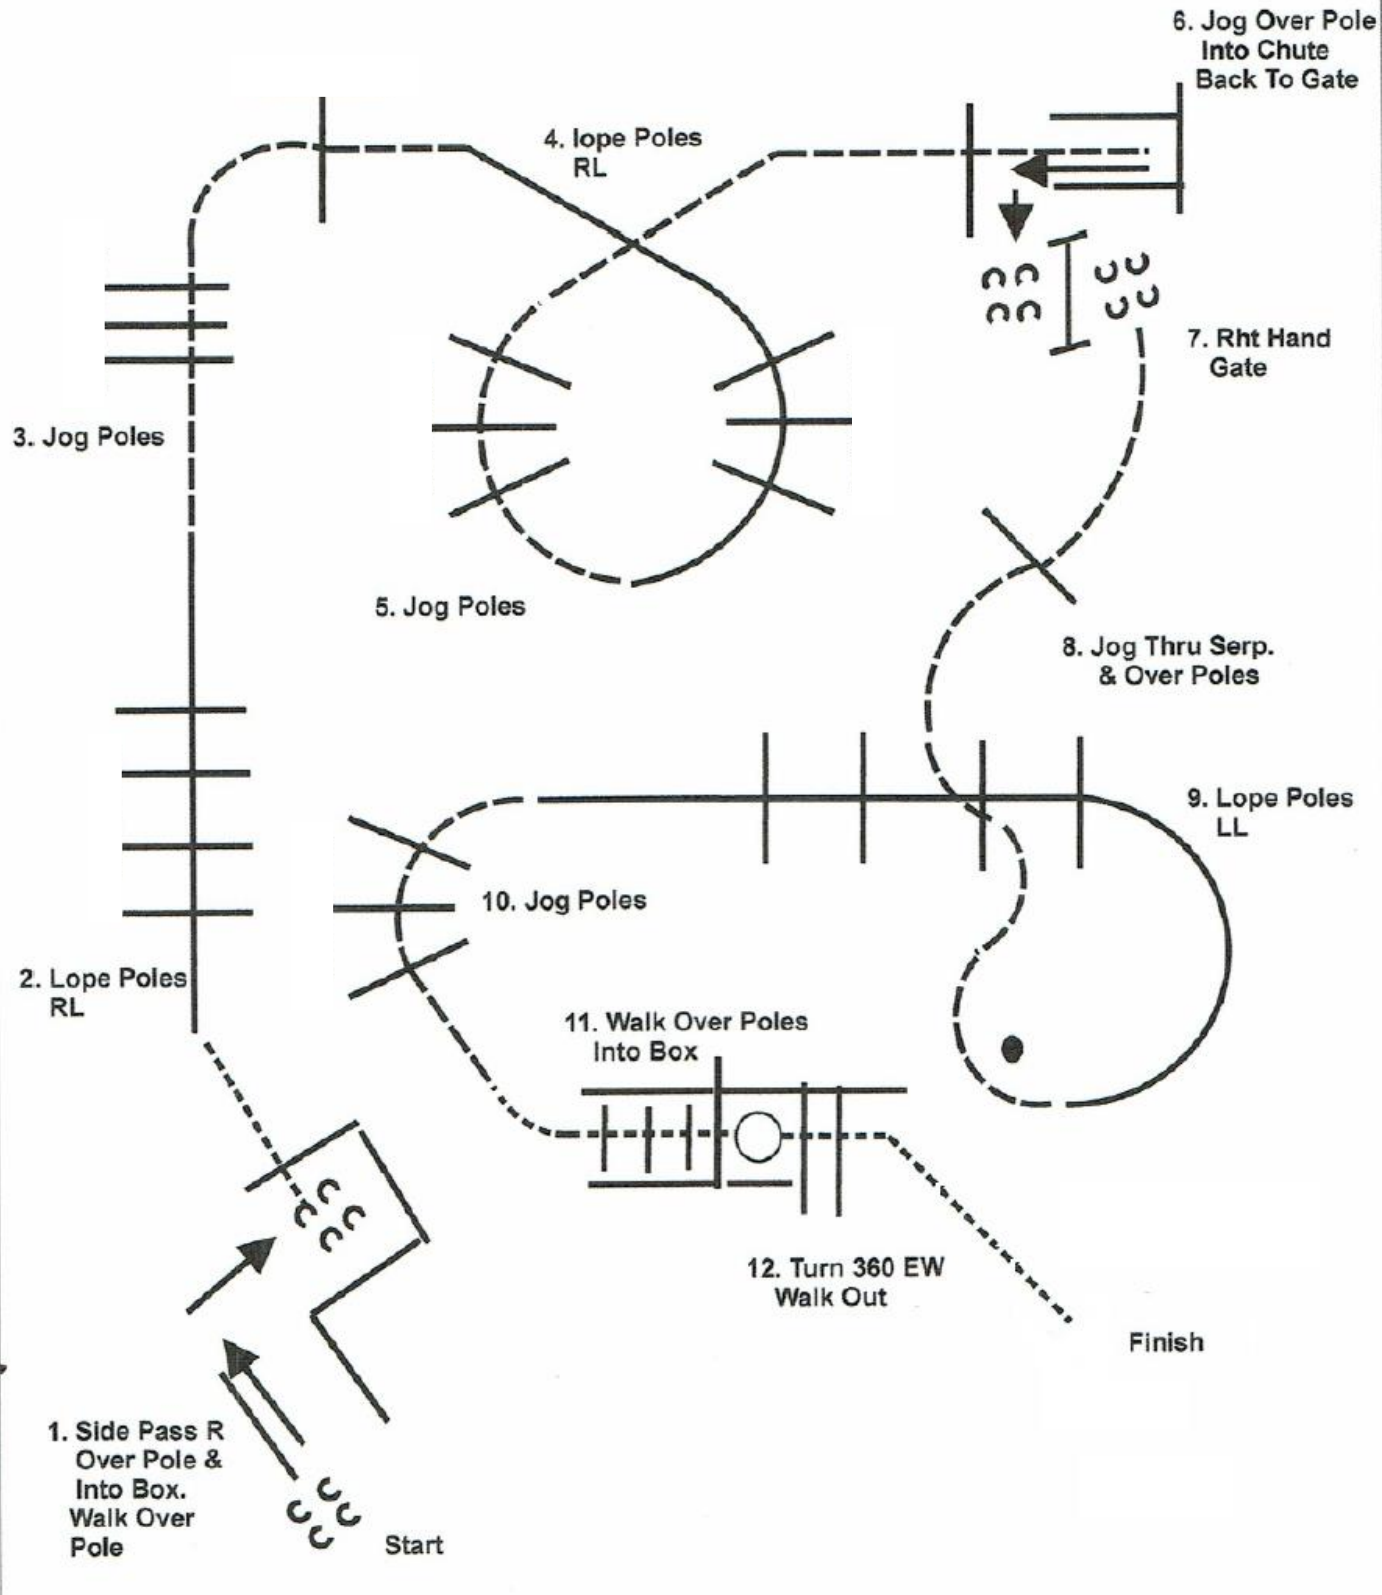 6. Jog Over Pole
Into Chute
Back To Gate
4. lope Poles
RL
7. Rht Hand
Gate
3. Jog Poles
5. Jog Poles
8. Jog Thru Serp.
& Over Poles
9. Lope Poles
LL
10. Jog Poles
2. Lope Poles
RL
11. Walk Over Poles
Into Box
12. Turn 360 EW
Walk Out
Finish
1. Side Pass R
Over Pole &
Into Box.
Walk Over
Pole
Start